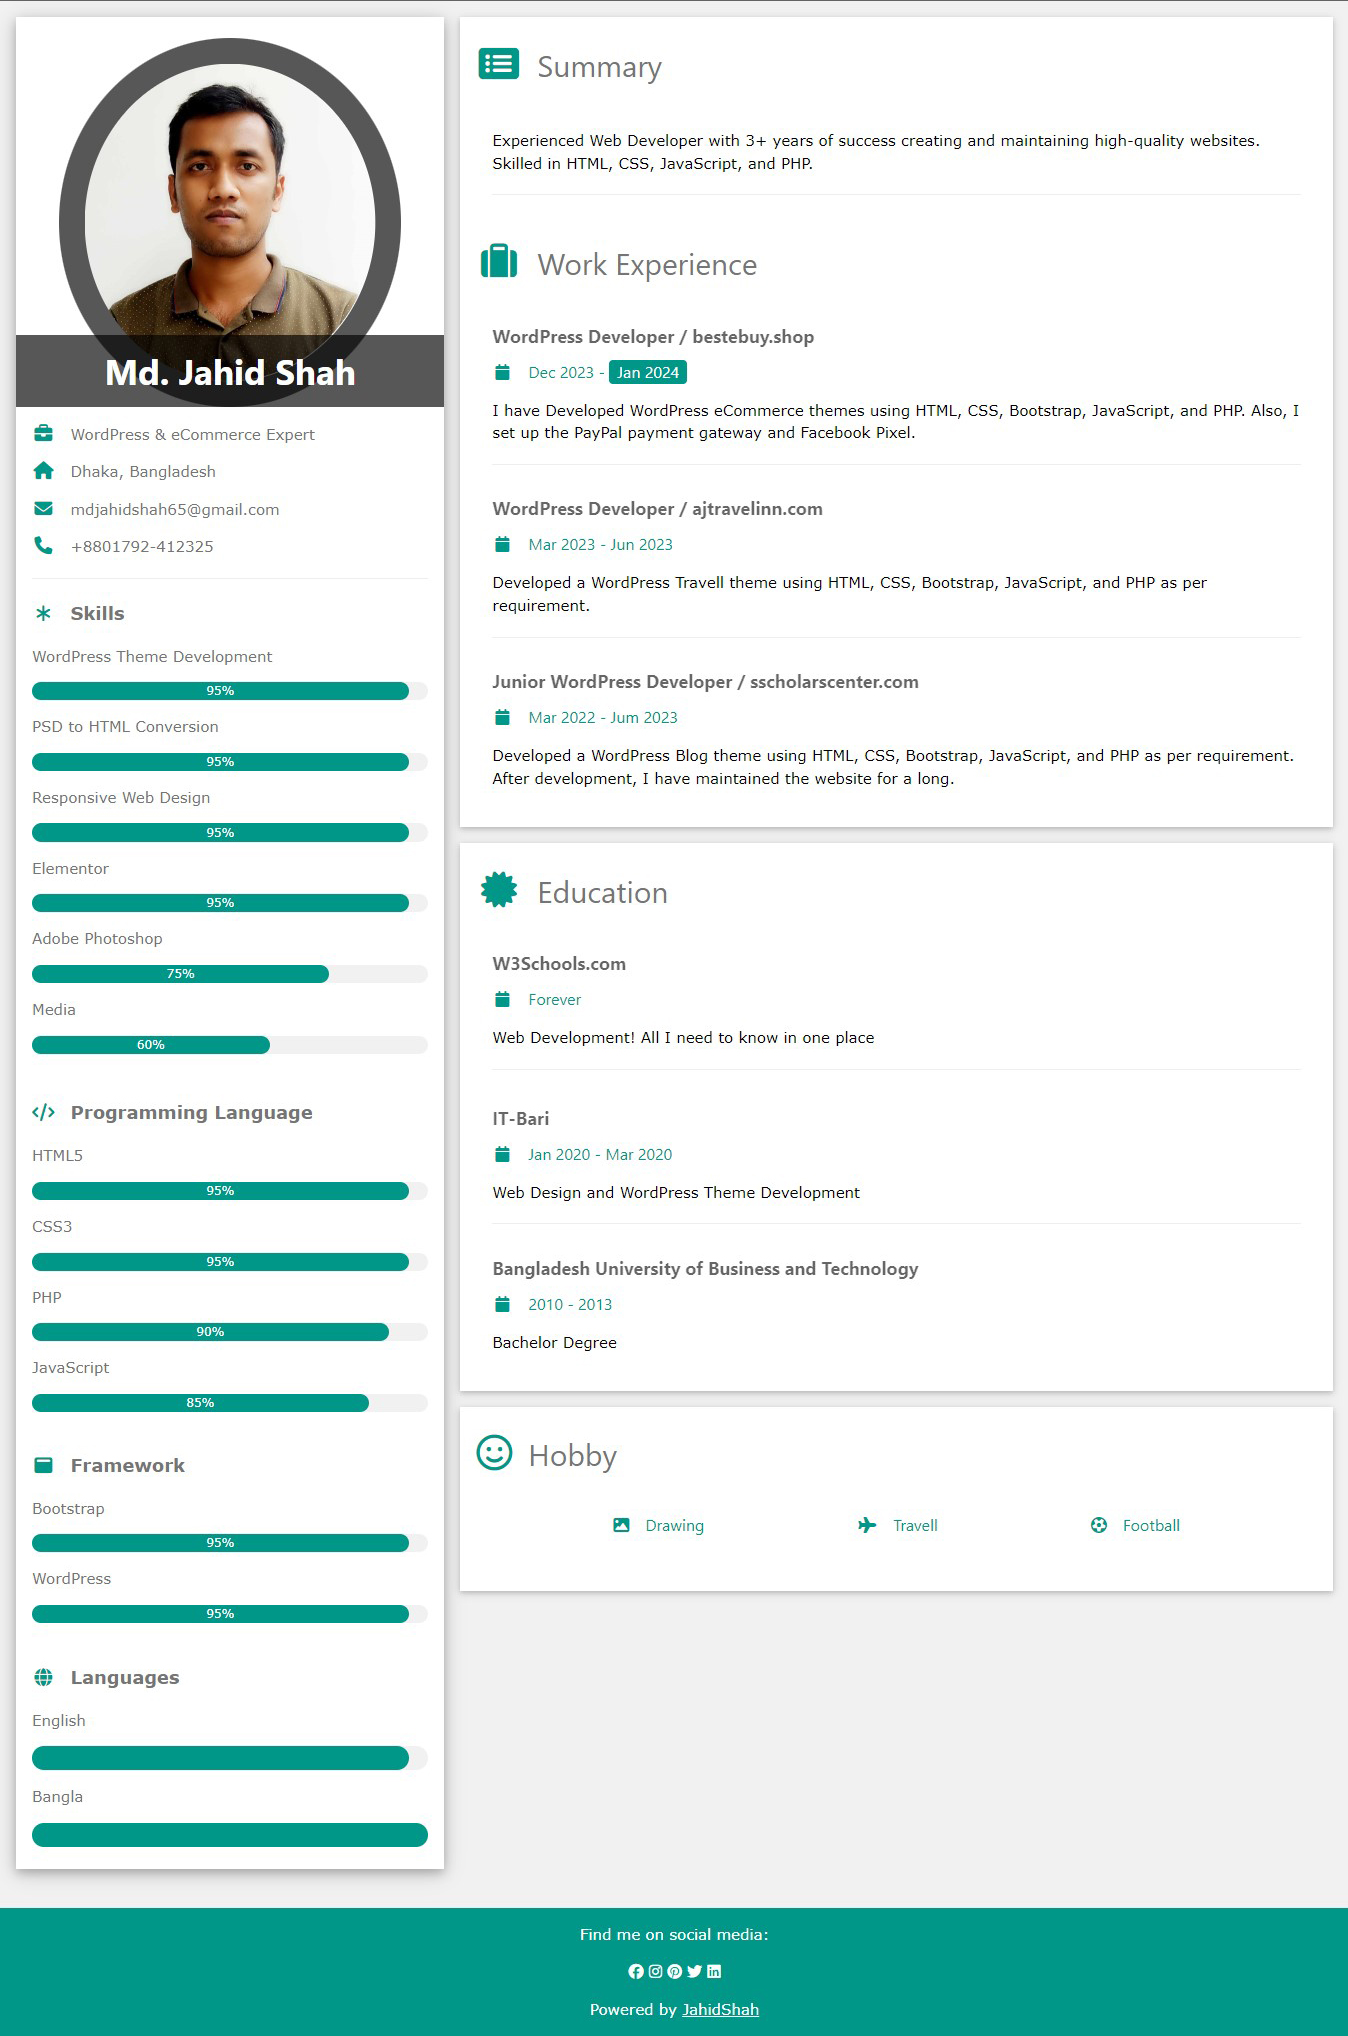 Md. Jahid Shah
WordPress & eCommerce Expert
Dhaka, Bangladesh
mdjahidshah65@gmail.com
+8801792-412325
Skills
WordPress Theme Development
95%
PSD to HTML Conversion
95%
Responsive Web Design
95%
Elementor
95%
Adobe Photoshop
75%
Media
60%
Programming Language
HTML5
95%
CSS3
95%
PHP
90%
JavaScript
85%
Framework
Bootstrap
95%
WordPress
95%
Languages
English
Bangla
Summary
Experienced Web Developer with 3+ years of success creating and maintaining high-quality websites.
Skilled in HTML, CSS, JavaScript, and PHP.
Work Experience
WordPress Developer / bestebuy.shop
Dec 2023 - Jan 2024
I have Developed WordPress eCommerce themes using HTML, CSS, Bootstrap, JavaScript, and PHP. Also, I
set up the PayPal payment gateway and Facebook Pixel.
WordPress Developer / ajtravelinn.com
Mar 2023 - Jun 2023
Developed a WordPress Travell theme using HTML, CSS, Bootstrap, JavaScript, and PHP as per
requirement.
Junior WordPress Developer / sscholarscenter.com
Mar 2022 - Jum 2023
Developed a WordPress Blog theme using HTML, CSS, Bootstrap, JavaScript, and PHP as per requirement.
After development, I have maintained the website for a long.
Education
W3Schools.com
Forever
Web Development! All I need to know in one place
IT-Bari
Jan 2020 - Mar 2020
Web Design and WordPress Theme Development
Bangladesh University of Business and Technology
2010 - 2013
Bachelor Degree
Hobby
Drawing
Travell
Football
Find me on social media:
Powered by JahidShah